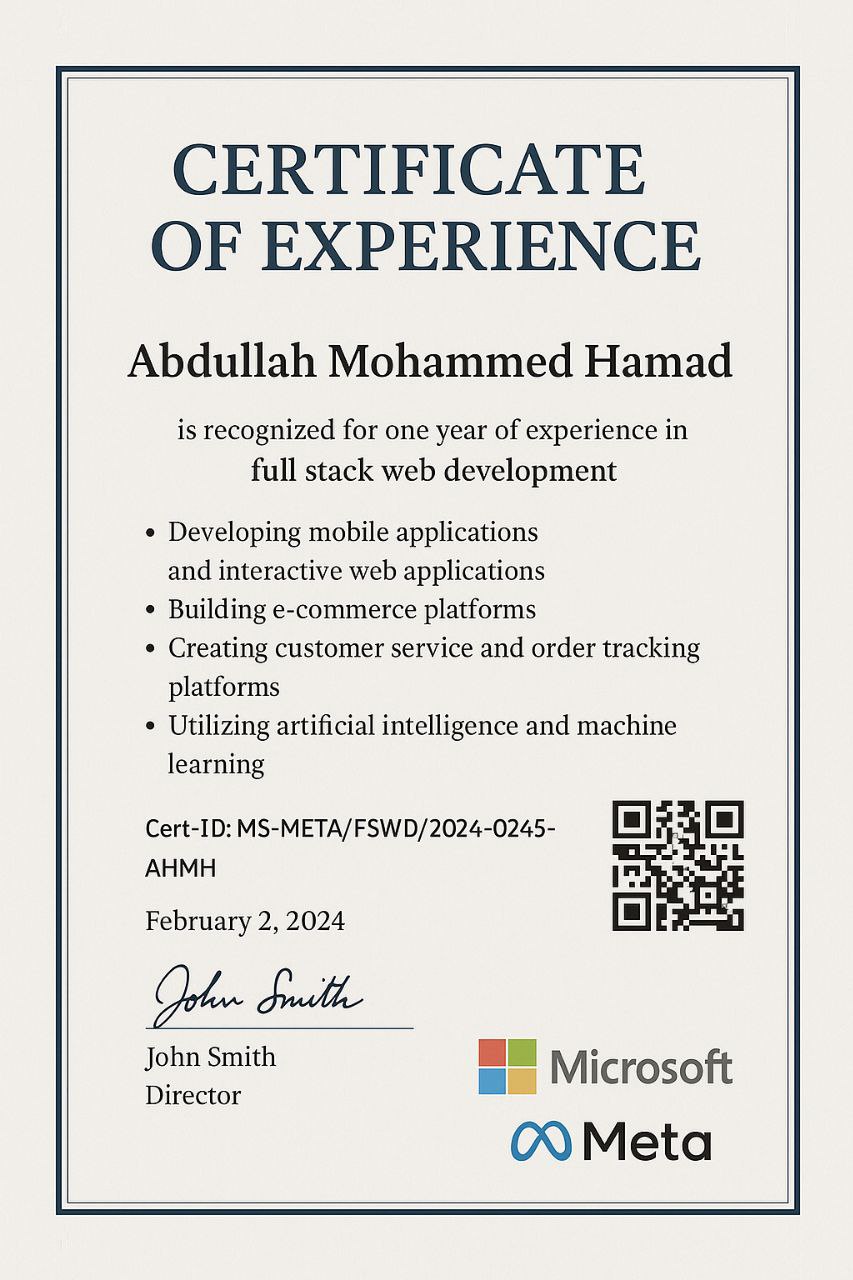 CERTIFICATE
OF EXPERIENCE
Abdullah Mohammed Hamad
is recognized for one year of experience in
full stack web development
• Developing mobile applications
and interactive web applications
• Building e-commerce platforms
• Creating customer service and order tracking
platforms
• Utilizing artificial intelligence and machine
learning
Cert-ID: MS-META/FSWD/2024-0245-
AHMH
February 2, 2024
John Smith
John Smith
Director
Microsoft
Meta